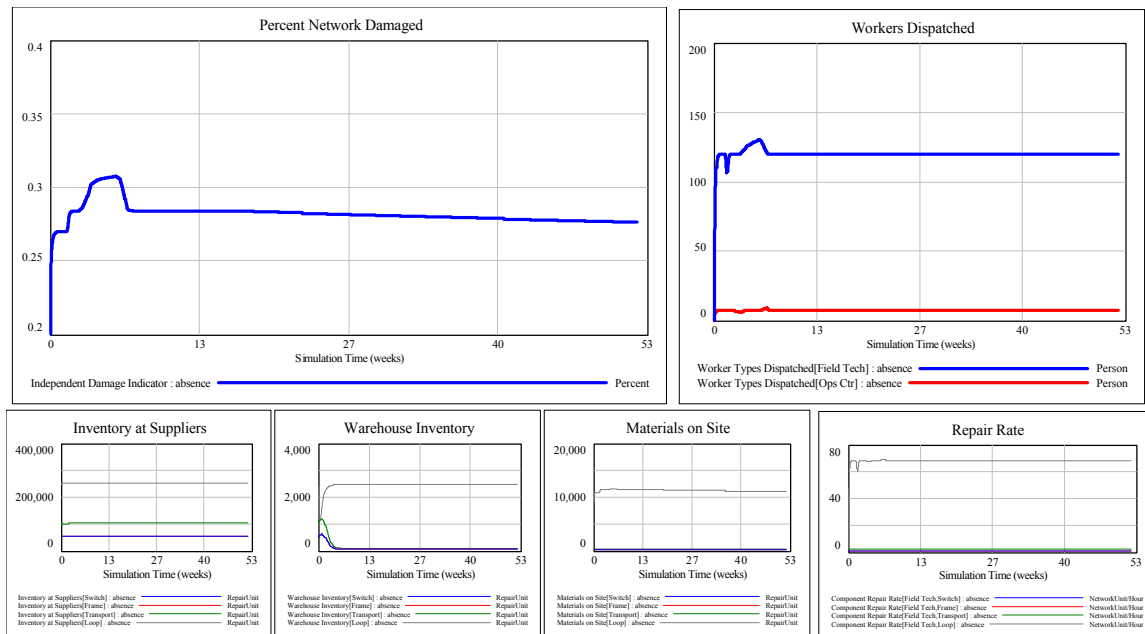 Percent Network Damaged
0.4
0.35
0.3
0.25
0.2
0 13 27 40 53
Simulation Time (weeks)
Independent Damage Indicator : absence Percent
Workers Dispatched
200
150
100
50
0
0 13 27 40 53
Simulation Time (weeks)
Worker Types Dispatched[Field Tech] : absence Person
Worker Types Dispatched[Ops Ctr] : absence Person
Inventory at Suppliers
400,000
200,000
0
0 13 27 40 53
Simulation Time (weeks)
Inventory at Suppliers[Switch] : absence RepairUnit
Inventory at Suppliers[Frame] : absence RepairUnit
Inventory at Suppliers[Transport] : absence RepairUnit
Inventory at Suppliers[Loop] : absence RepairUnit
Warehouse Inventory
4,000
2,000
0
0 13 27 40 53
Simulation Time (weeks)
Warehouse Inventory[Switch] : absence RepairUnit
Warehouse Inventory[Frame] : absence RepairUnit
Warehouse Inventory[Transport] : absence RepairUnit
Warehouse Inventory[Loop] : absence RepairUnit
Materials on Site
20,000
10,000
0
0 13 27 40 53
Simulation Time (weeks)
Materials on Site[Switch] : absence RepairUnit
Materials on Site[Frame] : absence RepairUnit
Materials on Site[Transport] : absence RepairUnit
Materials on Site[Loop] : absence RepairUnit
Repair Rate
80
40
0
0 13 27 40 53
Simulation Time (weeks)
Component Repair Rate[Field Tech,Switch] : absence NetworkUnit/Hour
Component Repair Rate[Field Tech,Frame] : absence NetworkUnit/Hour
Component Repair Rate[Field Tech,Transport] : absence NetworkUnit/Hour
Component Repair Rate[Field Tech,Loop] : absence NetworkUnit/Hour